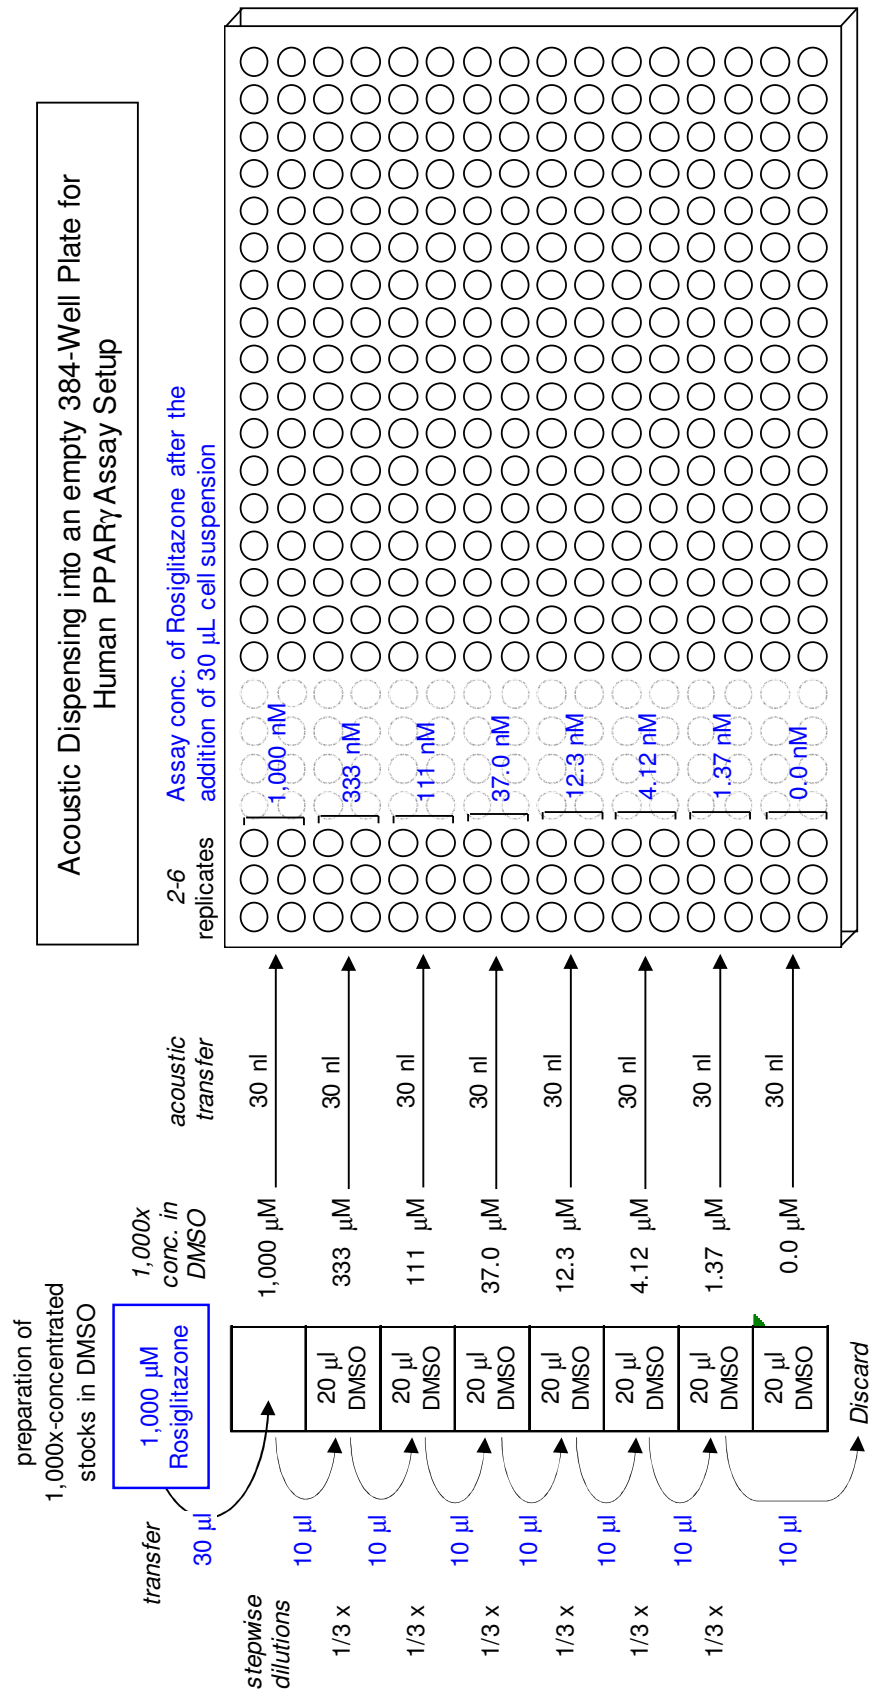 Acoustic Dispensing into an empty 384-Well Plate for
Human PPARγ Assay Setup
preparation of
1,000x-concentrated
stocks in DMSO
transfer
1,000 µM
Rosiglitazone
30 µl
1,000x
conc. in
DMSO
acoustic
transfer
2-6
replicates
Assay conc. of Rosiglitazone after the
addition of 30 µL cell suspension
stepwise
dilutions
1,000 µM
30 nl
1,000 nM
10 µl
1/3 x
20 µl
DMSO
333 µM
30 nl
333 nM
10 µl
1/3 x
20 µl
DMSO
111 µM
30 nl
111 nM
10 µl
1/3 x
20 µl
DMSO
37.0 µM
30 nl
37.0 nM
10 µl
1/3 x
20 µl
DMSO
12.3 µM
30 nl
12.3 nM
10 µl
1/3 x
20 µl
DMSO
4.12 µM
30 nl
4.12 nM
10 µl
1/3 x
20 µl
DMSO
1.37 µM
30 nl
1.37 nM
10 µl
20 µl
DMSO
0.0 µM
30 nl
0.0 nM
Discard